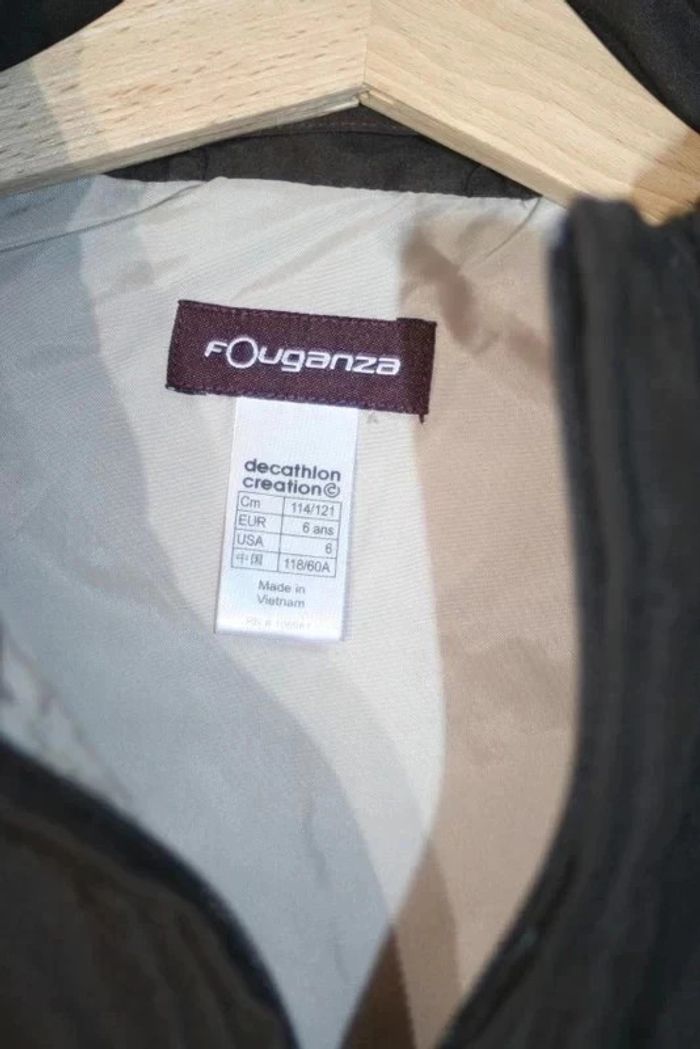 fOuganza
decathlon
creation©
Cm 114/121
EUR 6 ans
USA 6
中国 118/60A
Made in
Vietnam